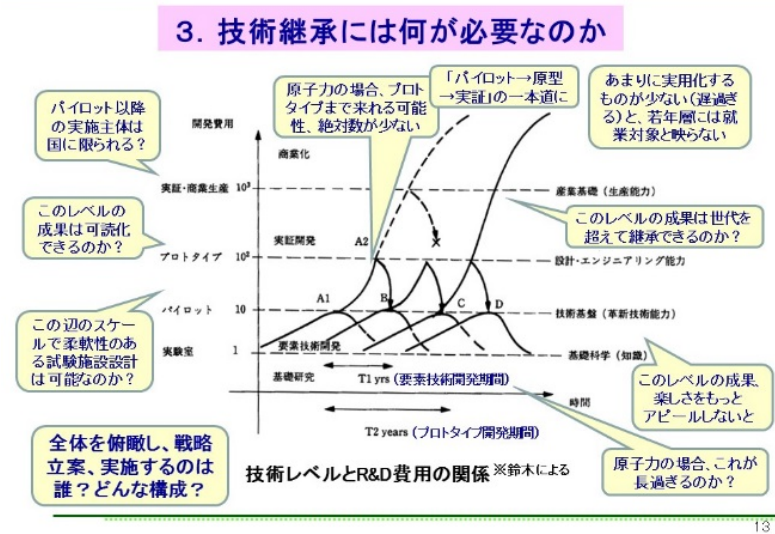 ３．技術継承には何が必要なのか
パイロット以降
の実施主体は
国に限られる？
原子力の場合、プロト
タイプまで来れる可能
性、絶対数が少ない
「パイロット→原型
→実証」の一本道に
あまりに実用化する
ものが少ない（遅過ぎ
る）と、若年層には就
業対象と映らない
開発費用
商業化
実証・商業生産 10³
産業基礎（生産能力）
このレベルの
成果は可読化
できるのか？
このレベルの成果は世代を
超えて継承できるのか？
実証開発
A2
プロトタイプ 10²
設計・エンジニアリング能力
A1
B
C
D
パイロット 10
技術基盤（革新技術能力）
この辺のスケー
ルで柔軟性のあ
る試験施設設計
は可能なのか？
要素技術開発
実験室 1
基礎科学（知識）
基礎研究
T1 yrs（要素技術開発期間）
時間
このレベルの成果、
楽しさをもっと
アピールしないと
T2 years（プロトタイプ開発期間）
全体を俯瞰し、戦略
立案、実施するのは
誰？どんな構成？
技術レベルとR&D費用の関係 ※鈴木による
原子力の場合、これが
長過ぎるのか？
13